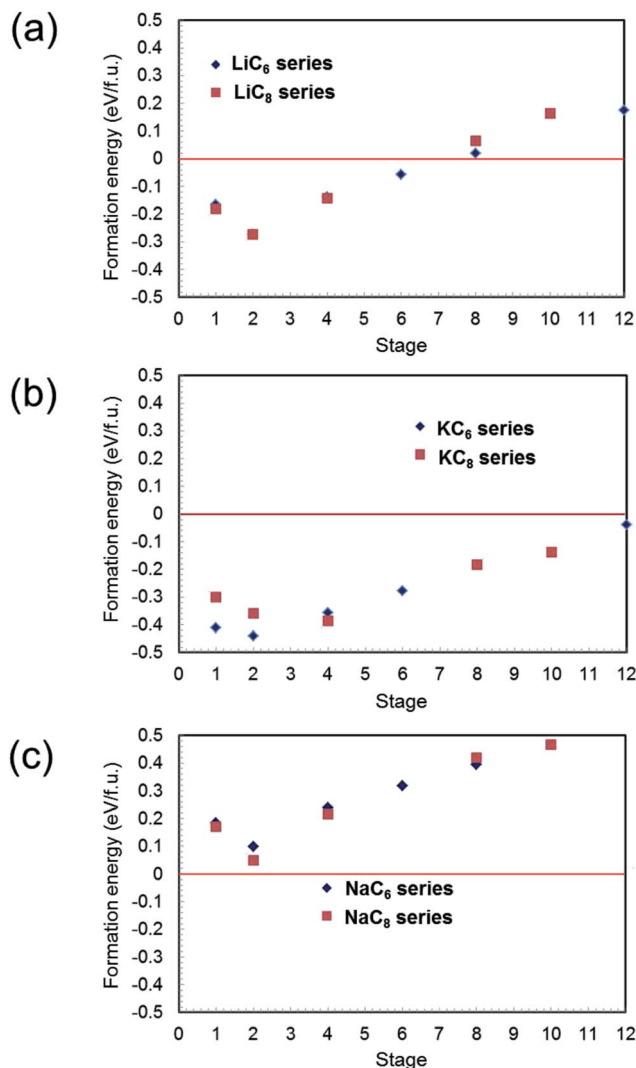 (a)
Formation energy (eV/f.u.)
0.5
0.4
0.3
0.2
0.1
0
-0.1
-0.2
-0.3
-0.4
-0.5
LiC₆ series
LiC₈ series
0 1 2 3 4 5 6 7 8 9 10 11 12
Stage
(b)
Formation energy (eV/f.u.)
0.5
0.4
0.3
0.2
0.1
0
-0.1
-0.2
-0.3
-0.4
-0.5
KC₆ series
KC₈ series
0 1 2 3 4 5 6 7 8 9 10 11 12
Stage
(c)
Formation energy (eV/f.u.)
0.5
0.4
0.3
0.2
0.1
0
-0.1
-0.2
-0.3
-0.4
-0.5
NaC₆ series
NaC₈ series
0 1 2 3 4 5 6 7 8 9 10 11 12
Stage